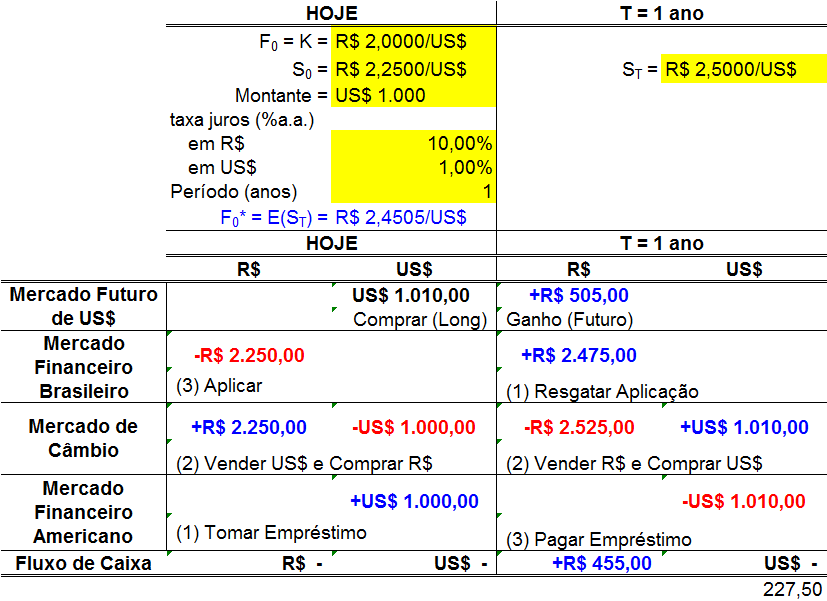 HOJE T = 1 ano
F0 = K = R$ 2,0000/US$
S0 = R$ 2,2500/US$ ST = R$ 2,5000/US$
Montante = US$ 1.000
taxa juros (%a.a.)
em R$ 10,00%
em US$ 1,00%
Período (anos) 1
F0* = E(ST) = R$ 2,4505/US$
HOJE T = 1 ano
R$ US$ R$ US$
Mercado Futuro
de US$
US$ 1.010,00 +R$ 505,00
Comprar (Long) Ganho (Futuro)
Mercado
Financeiro
Brasileiro
-R$ 2.250,00 +R$ 2.475,00
(3) Aplicar (1) Resgatar Aplicação
Mercado de
Câmbio
+R$ 2.250,00 -US$ 1.000,00 -R$ 2.525,00 +US$ 1.010,00
(2) Vender US$ e Comprar R$ (2) Vender R$ e Comprar US$
Mercado
Financeiro
Americano
+US$ 1.000,00 -US$ 1.010,00
(1) Tomar Empréstimo (3) Pagar Empréstimo
Fluxo de Caixa R$ - US$ - +R$ 455,00 US$ -
227,50